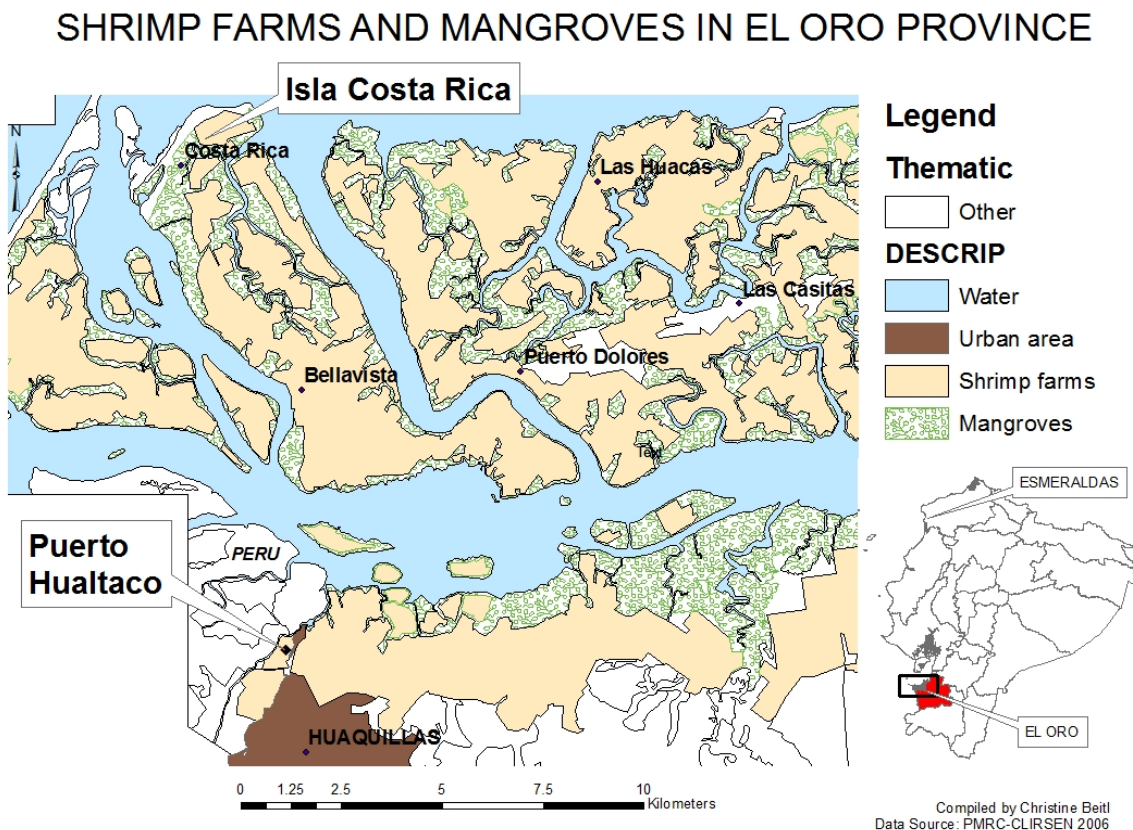 SHRIMP FARMS AND MANGROVES IN EL ORO PROVINCE
Isla Costa Rica
N
Costa Rica
Las Huacas
Las Casitas
Puerto Dolores
Bellavista
Text
PERU
Puerto
Hualtaco
HUAQUILLAS
0 1.25 2.5 5 7.5 10
Kilometers
Legend
Thematic
Other
DESCRIP
Water
Urban area
Shrimp farms
Mangroves
ESMERALDAS
EL ORO
Compiled by Christine Beitl
Data Source: PMRC-CLIRSEN 2006